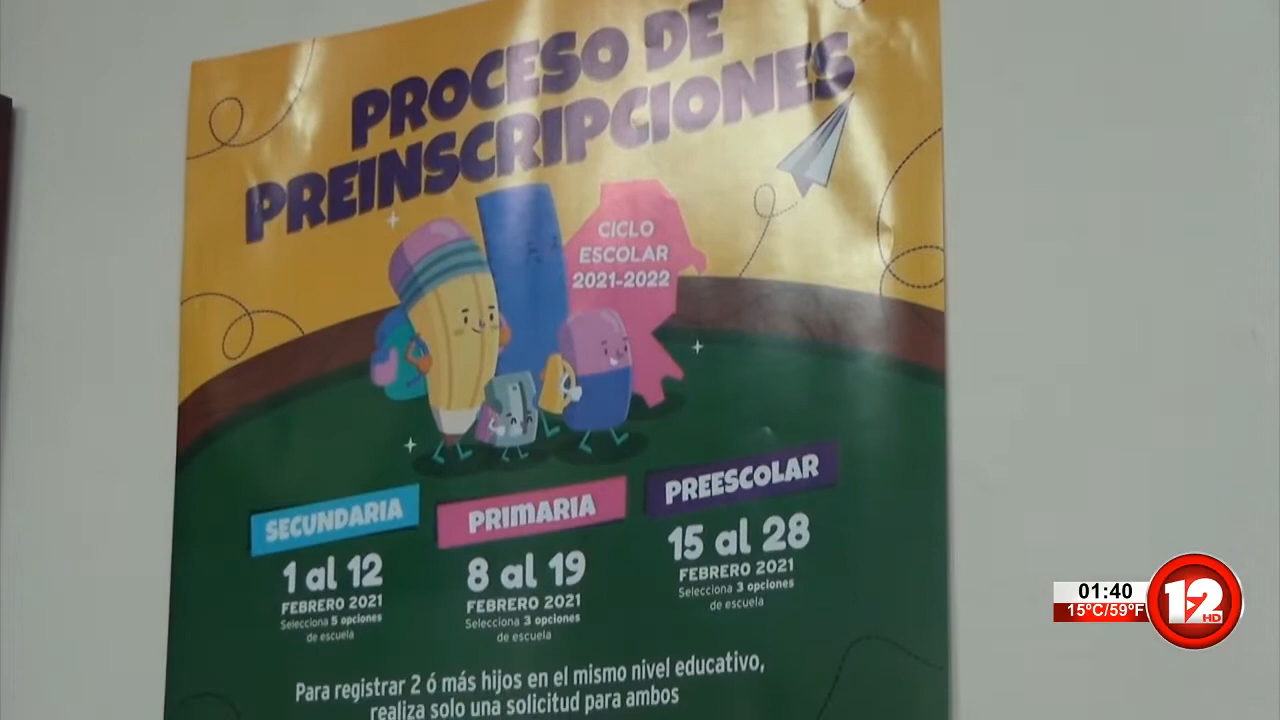 PROCESO DE
PREINSCRIPCIONES
CICLO
ESCOLAR
2021-2022
SECUNDARIA
1 al 12
FEBRERO 2021
Selecciona 5 opciones
de escuela
PRIMARIA
8 al 19
FEBRERO 2021
Selecciona 3 opciones
de escuela
PREESCOLAR
15 al 28
FEBRERO 2021
Selecciona 3 opciones
de escuela
Para registrar 2 ó más hijos en el mismo nivel educativo,
realiza solo una solicitud para ambos
01:40
15°C/59°F
12
HD